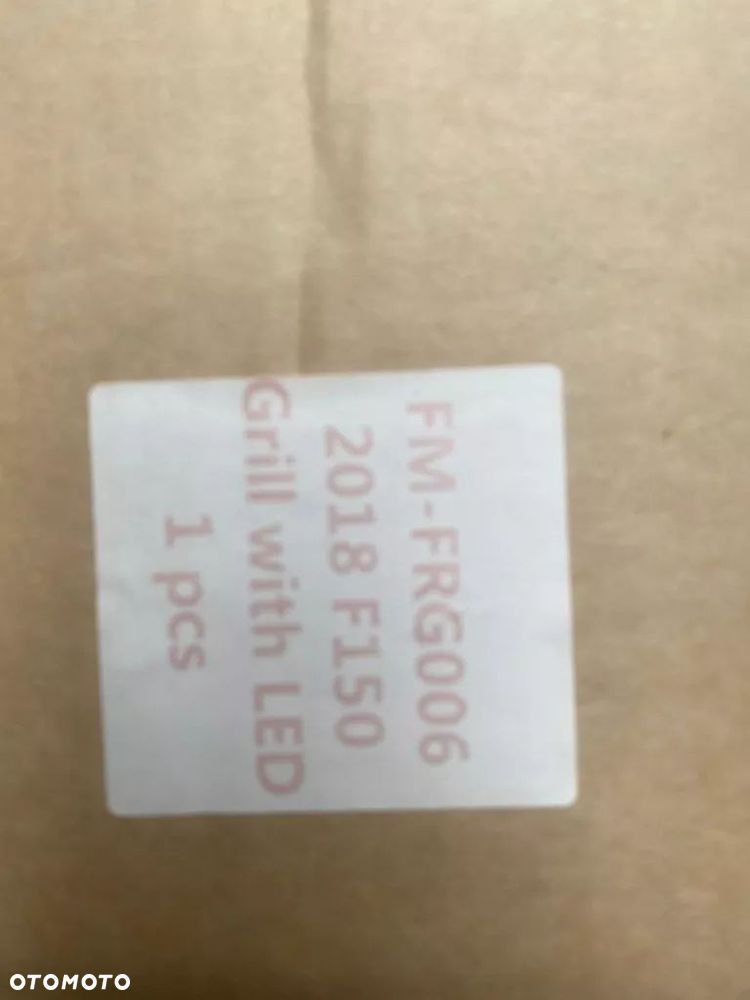 FM-FRG006
2018 F150
Grill with LED
1 pcs
OTOMOTO